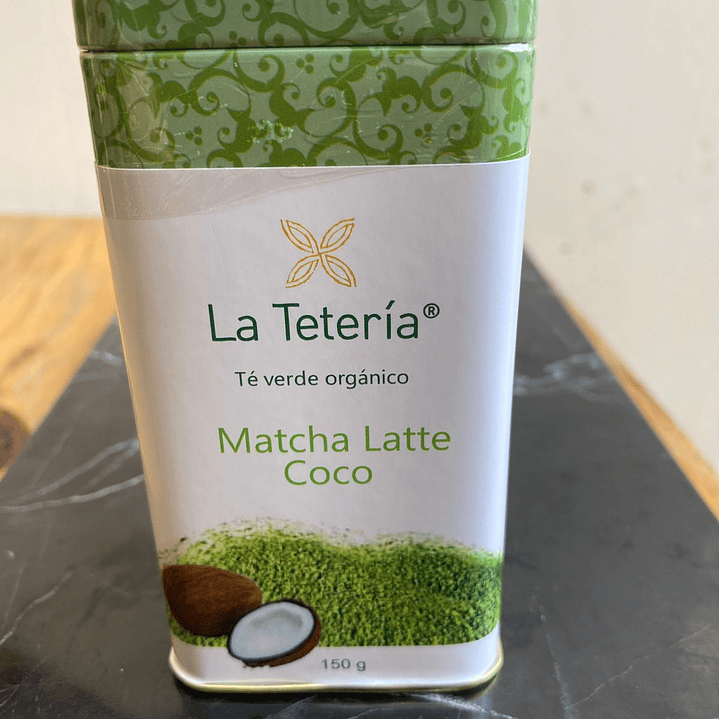 La Tetería®
Té verde orgánico
Matcha Latte
Coco
150 g